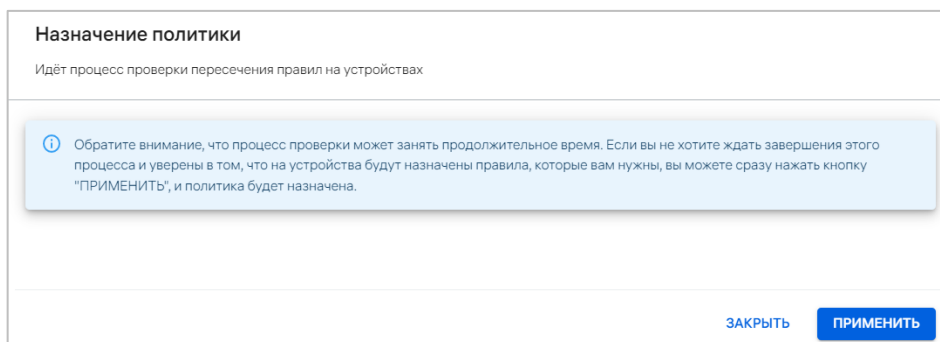 Назначение политики
Идёт процесс проверки пересечения правил на устройствах
Обратите внимание, что процесс проверки может занять продолжительное время. Если вы не хотите ждать завершения этого
процесса и уверены в том, что на устройства будут назначены правила, которые вам нужны, вы можете сразу нажать кнопку
"ПРИМЕНИТЬ", и политика будет назначена.
ЗАКРЫТЬ ПРИМЕНИТЬ